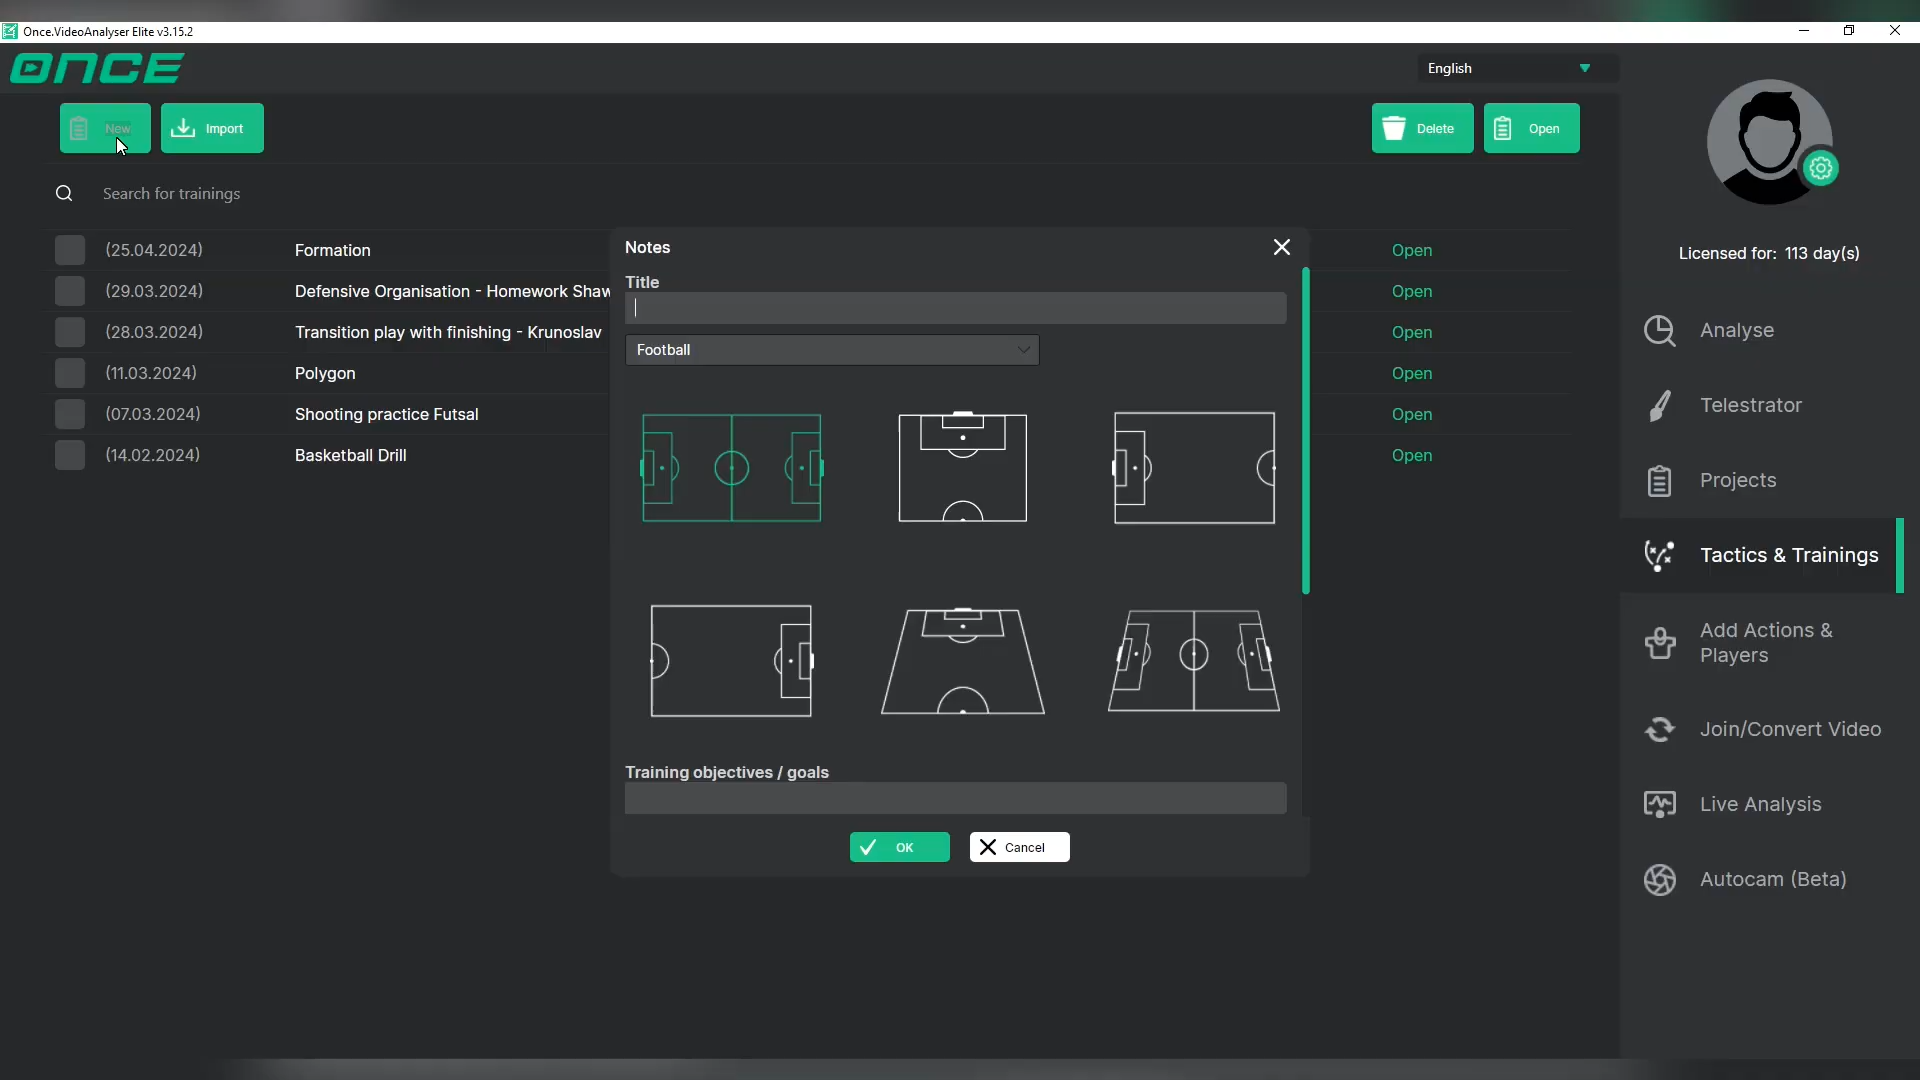 Once.VideoAnalyser Elite v3.15.2
ONCE
English
New
Import
Delete
Open
Search for trainings
(25.04.2024) Formation Open
(29.03.2024) Defensive Organisation - Homework Shaw Open
(28.03.2024) Transition play with finishing - Krunoslav Open
(11.03.2024) Polygon Open
(07.03.2024) Shooting practice Futsal Open
(14.02.2024) Basketball Drill Open
Notes
Title
Football
Training objectives / goals
OK
Cancel
Licensed for: 113 day(s)
Analyse
Telestrator
Projects
Tactics & Trainings
Add Actions &
Players
Join/Convert Video
Live Analysis
Autocam (Beta)